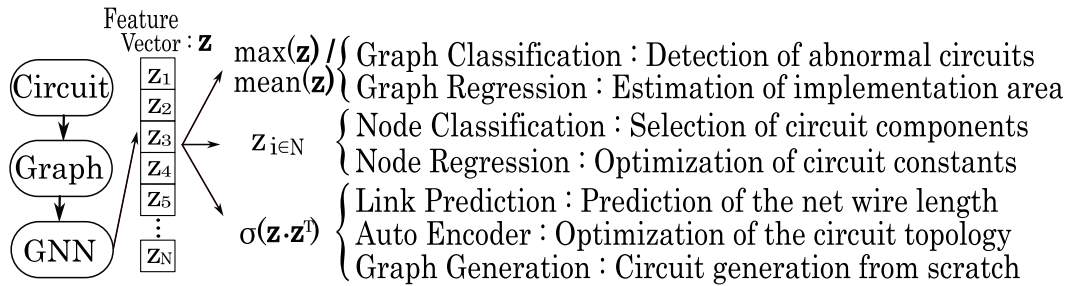 Feature
Vector : z
Circuit
Graph
GNN
z1
z2
z3
z4
z5
⋮
zN
max(z) /
mean(z)
Graph Classification : Detection of abnormal circuits
Graph Regression : Estimation of implementation area
z i∈N
Node Classification : Selection of circuit components
Node Regression : Optimization of circuit constants
σ(z·zᵀ)
Link Prediction : Prediction of the net wire length
Auto Encoder : Optimization of the circuit topology
Graph Generation : Circuit generation from scratch